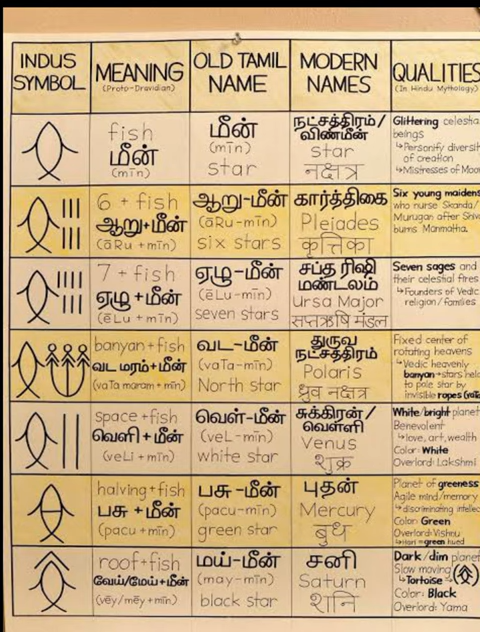 INDUS SYMBOL
MEANING
(Proto-Dravidian)
OLD TAMIL NAME
MODERN NAMES
QUALITIES
(In Hindu Mythology)
fish
மீன்
(mīn)
மீன்
(mīn)
star
நட்சத்திரம்/
விண்மீன்
star
नक्षत्र
Glittering celestia
beings
↳Personify diversit
of creation
↳Mistresses of Moo
6 + fish
ஆறு+மீன்
(āRu + mīn)
ஆறு-மீன்
(āRu-mīn)
six stars
கார்த்திகை
Pleiades
कृत्तिका
Six young maidens
who nurse Skanda/
Murugan after Shiva
burns Manmatha.
7 + fish
ஏழு +மீன்
(ēLu + mīn)
ஏழு-மீன்
(ēLu-mīn)
seven stars
சப்த ரிஷி
மண்டலம்
Ursa Major
सप्तऋषि मंडल
Seven sages and
their celestial fires
↳Founders of Vedic
religion/families
banyan+fish
வட மரம்+மீன்
(vaTa maram+mīn)
வட-மீன்
(vaTa-mīn)
North star
துருவ
நட்சத்திரம்
Polaris
ध्रुव नक्षत्र
Fixed center of
rotating heavens
↳Vedic heavenly
banyan→stars held
to pole star by
invisible ropes
space+fish
வெளி+மீன்
(veLi + mīn)
வெள்-மீன்
(veL-mīn)
white star
சுக்கிரன்/
வெள்ளி
Venus
शुक्र
White/bright planet
Benevolent
↳love, art, wealth
Color: White
Overlord: Lakshmi
halving+fish
பசு +மீன்
(pacu+mīn)
பசு -மீன்
(pacu-mīn)
green star
புதன்
Mercury
बुध
Planet of greeness
Agile mind/memory
↳discriminating intellec
Color: Green
Overlord: Vishnu
↳Hari = green hued
roof+fish
வேய்/மேய்+மீன்
(vēy/mēy+mīn)
மய்-மீன்
(may-mīn)
black star
சனி
Saturn
शनि
Dark/dim planet
Slow moving
↳Tortoise→
Color: Black
Overlord: Yama